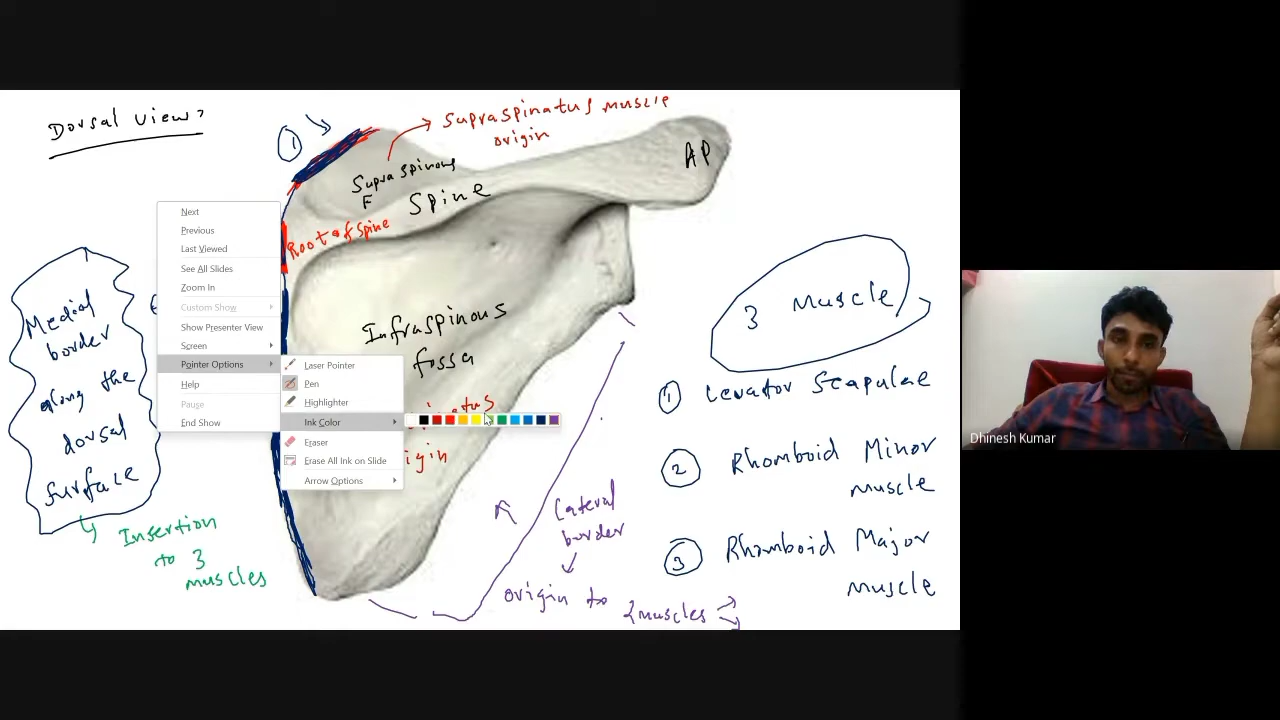 Dorsal view:
①
Supraspinatus muscle
origin
AP
Supraspinous
F
Spine
Root of Spine
Infraspinous
fossa
Medial
border
along the
dorsal
surface
Insertion
to 3
muscles
Next
Previous
Last Viewed
See All Slides
Zoom In
Custom Show
Show Presenter View
Screen
Pointer Options
Help
Pause
End Show
Laser Pointer
Pen
Highlighter
Ink Color
Eraser
Erase All Ink on Slide
Arrow Options
Lateral
border
origin to 2 muscles
3 Muscle
① Levator Scapulae
② Rhomboid Minor
muscle
③ Rhomboid Major
muscle
Dhinesh Kumar